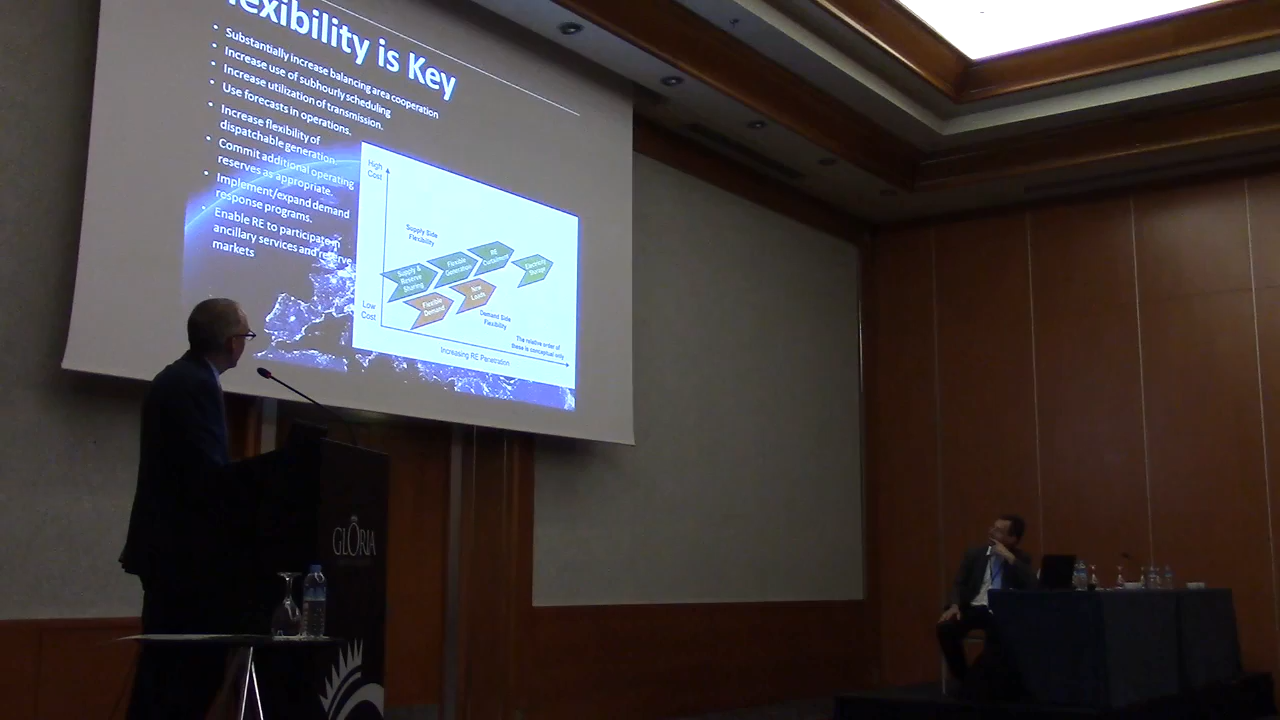 Flexibility is Key
• Substantially increase balancing area cooperation
• Increase use of subhourly scheduling
• Increase utilization of transmission.
• Use forecasts in operations.
• Increase flexibility of
dispatchable generation.
• Commit additional operating
reserves as appropriate.
• Implement/expand demand
response programs.
• Enable RE to participate in
ancillary services and reserve
markets
High
Cost
Supply Side
Flexibility
Supply &
Reserve
Sharing
Flexible
Generation
RE
Curtailment
Electricity
Storage
Flexible
Demand
New
Loads
Demand Side
Flexibility
Low
Cost
The relative order of
these is conceptual only
Increasing RE Penetration
GLORIA